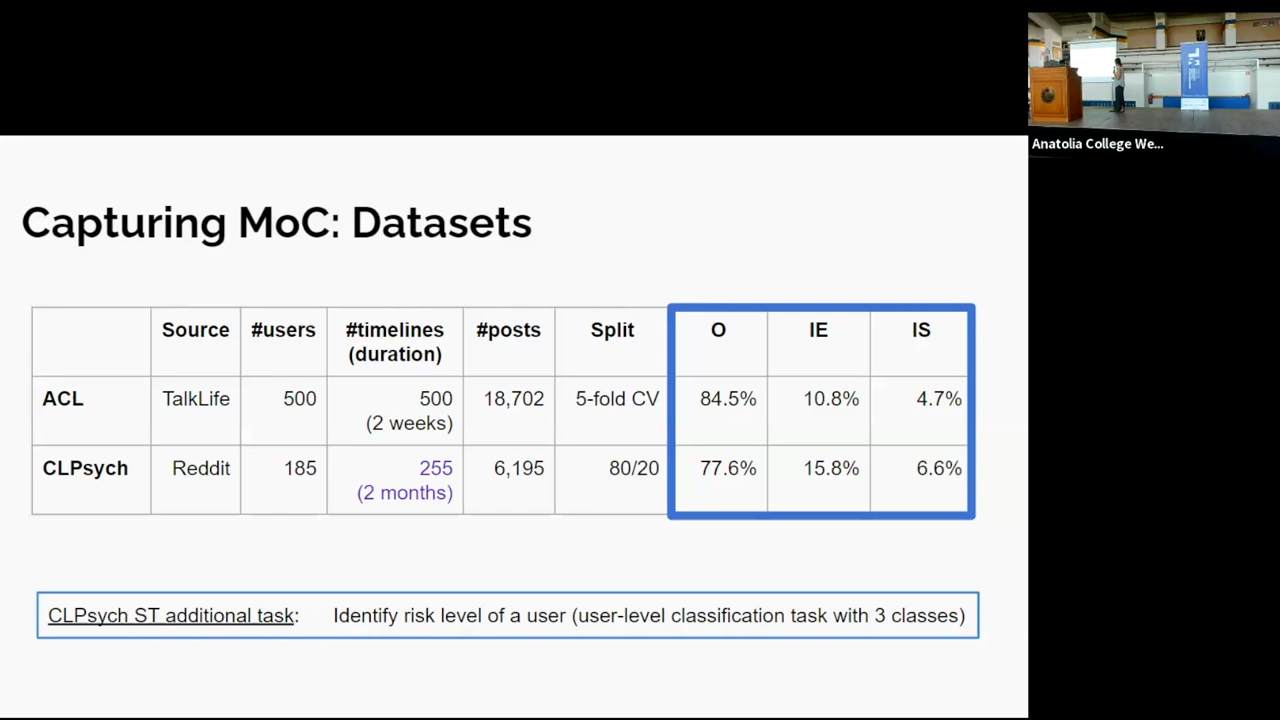 Anatolia College We...
Capturing MoC: Datasets
Source #users #timelines (duration) #posts Split O IE IS
ACL TalkLife 500 500 (2 weeks) 18,702 5-fold CV 84.5% 10.8% 4.7%
CLPsych Reddit 185 255 (2 months) 6,195 80/20 77.6% 15.8% 6.6%
CLPsych ST additional task: Identify risk level of a user (user-level classification task with 3 classes)